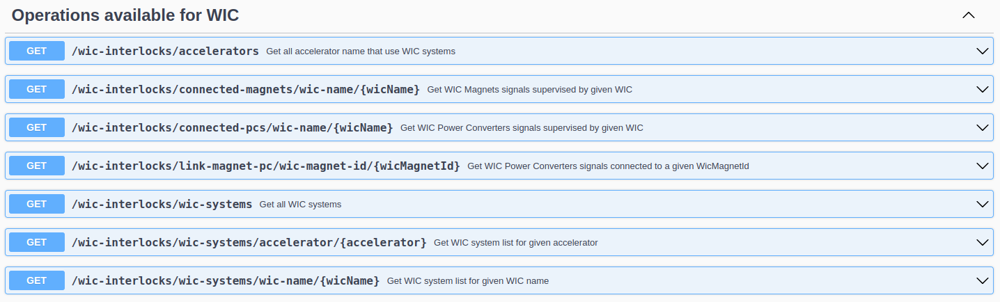 Operations available for WIC
GET /wic-interlocks/accelerators Get all accelerator name that use WIC systems
GET /wic-interlocks/connected-magnets/wic-name/{wicName} Get WIC Magnets signals supervised by given WIC
GET /wic-interlocks/connected-pcs/wic-name/{wicName} Get WIC Power Converters signals supervised by given WIC
GET /wic-interlocks/link-magnet-pc/wic-magnet-id/{wicMagnetId} Get WIC Power Converters signals connected to a given WicMagnetId
GET /wic-interlocks/wic-systems Get all WIC systems
GET /wic-interlocks/wic-systems/accelerator/{accelerator} Get WIC system list for given accelerator
GET /wic-interlocks/wic-systems/wic-name/{wicName} Get WIC system list for given WIC name